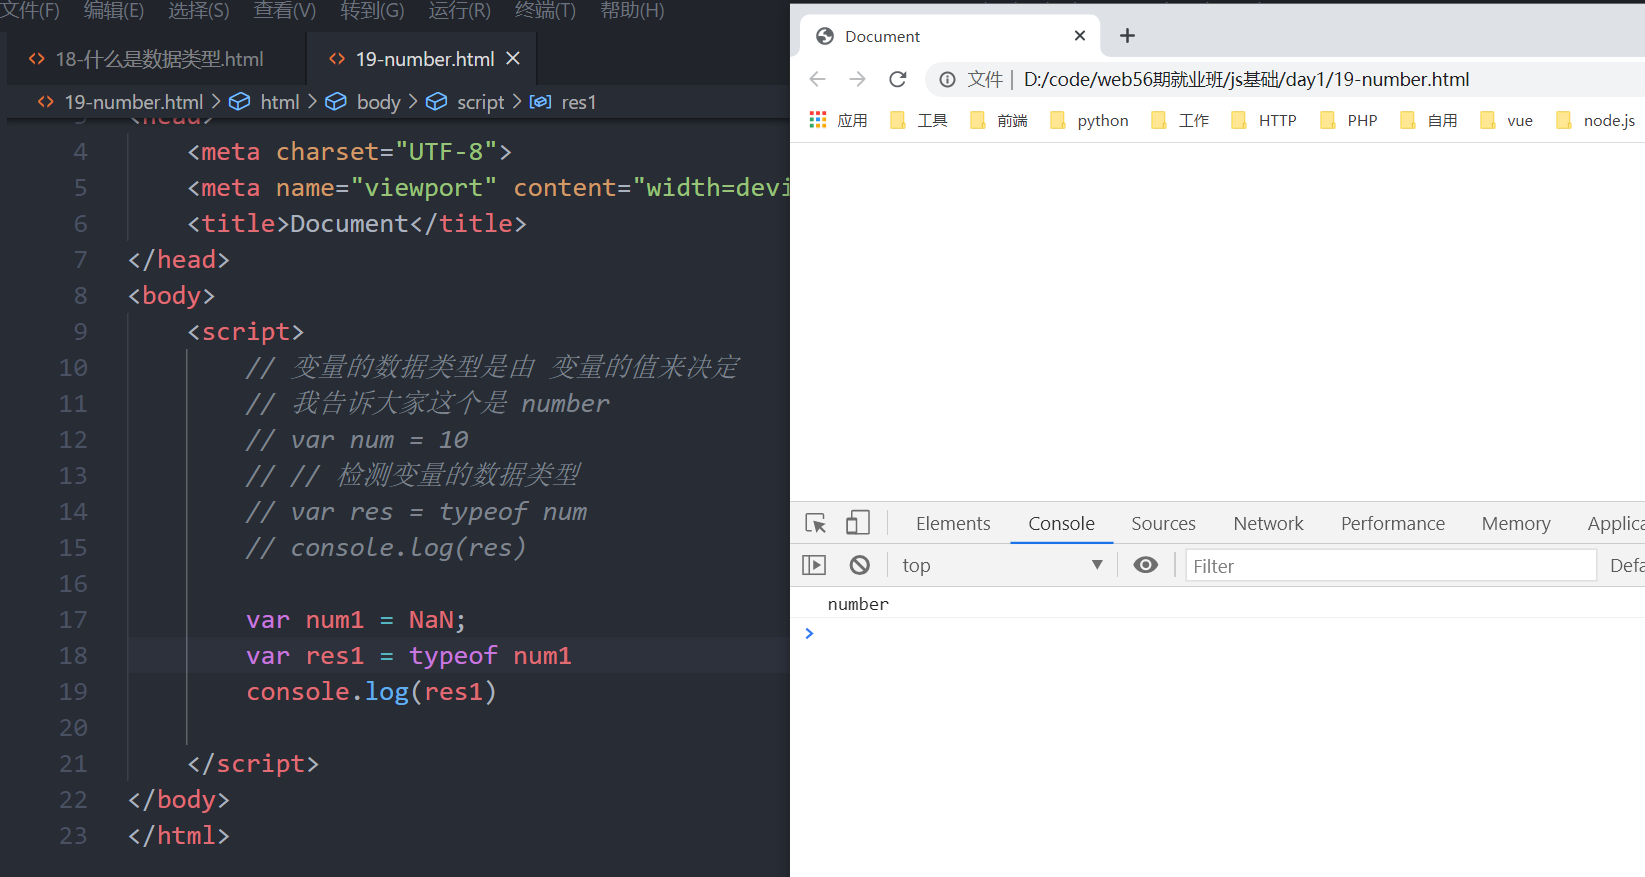 文件(F) 编辑(E) 选择(S) 查看(V) 转到(G) 运行(R) 终端(T) 帮助(H)
18-什么是数据类型.html 19-number.html
19-number.html > html > body > script > res1
3 <head>
4 <meta charset="UTF-8">
5 <meta name="viewport" content="width=devi
6 <title>Document</title>
7 </head>
8 <body>
9 <script>
10 // 变量的数据类型是由 变量的值来决定
11 // 我告诉大家这个是 number
12 // var num = 10
13 // // 检测变量的数据类型
14 // var res = typeof num
15 // console.log(res)
16
17 var num1 = NaN;
18 var res1 = typeof num1
19 console.log(res1)
20
21 </script>
22 </body>
23 </html>
Document
文件 | D:/code/web56期就业班/js基础/day1/19-number.html
应用 工具 前端 python 工作 HTTP PHP 自用 vue node.js
Elements Console Sources Network Performance Memory Applica
top Filter Defa
number